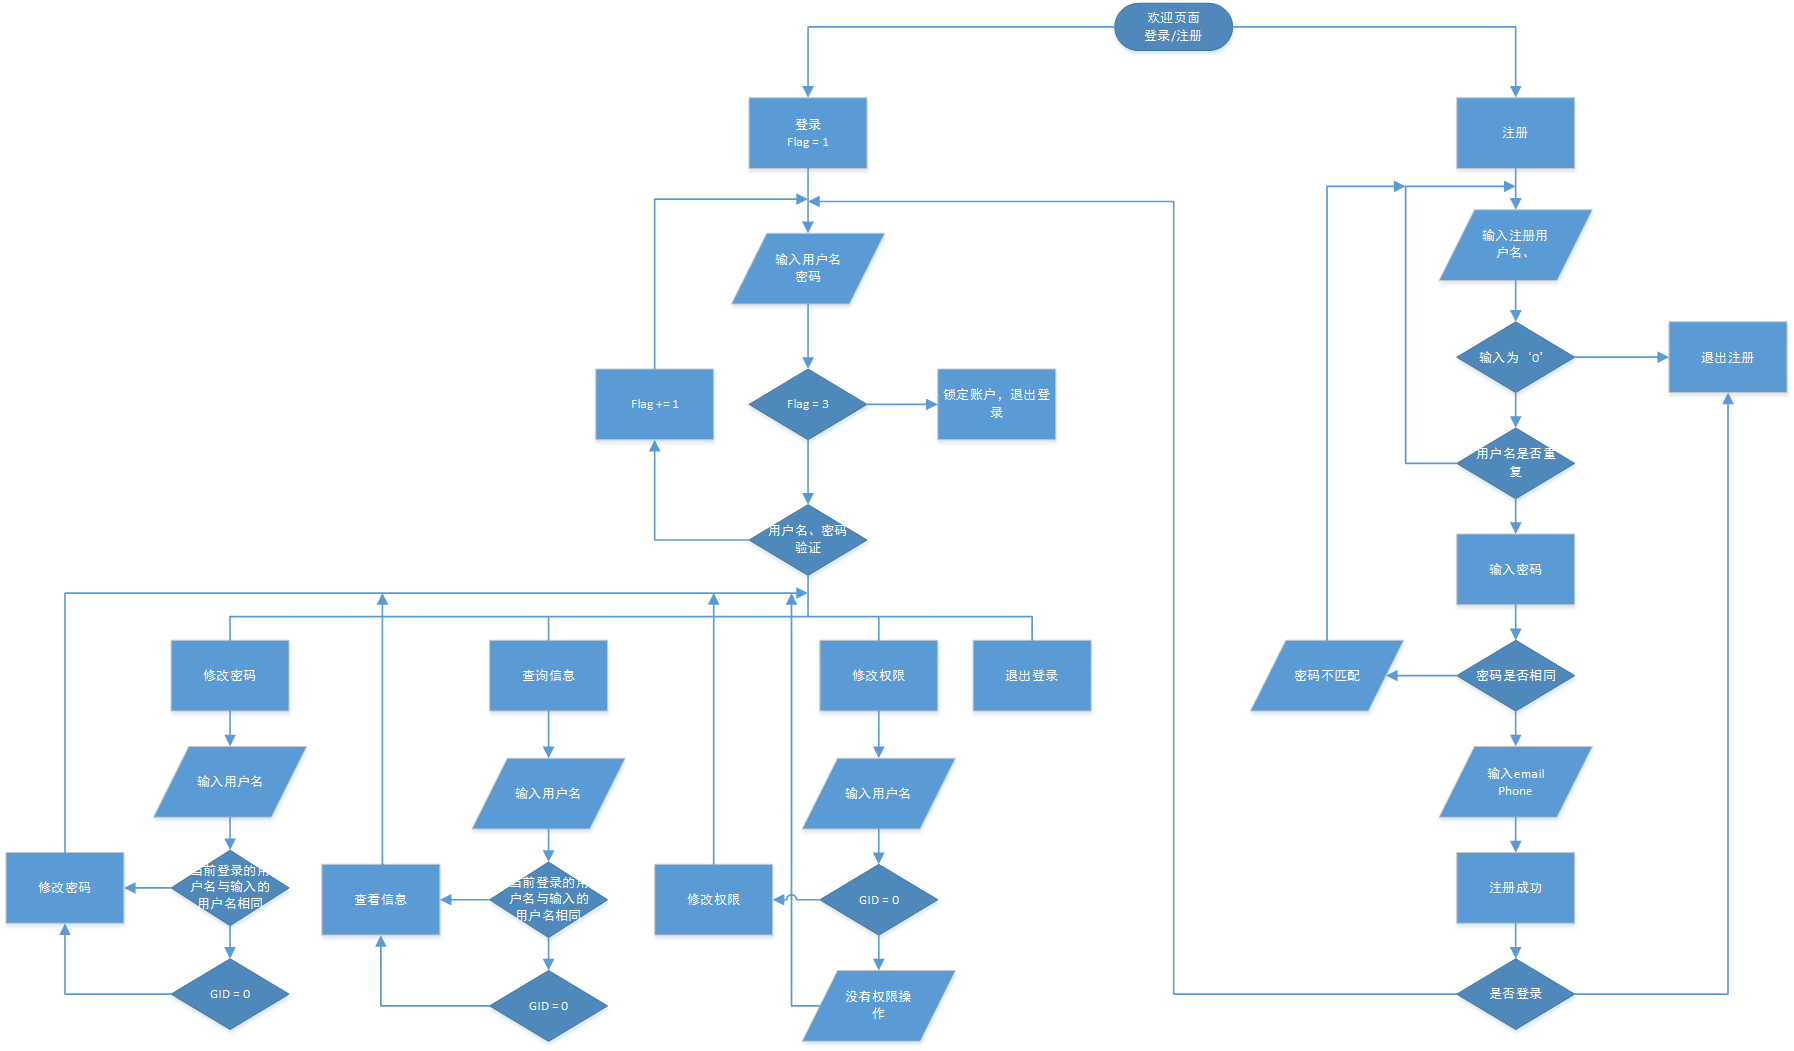 欢迎页面
登录/注册
登录
Flag = 1
注册
输入用户名
密码
输入注册用
户名、
Flag += 1
Flag = 3
锁定账户，退出登
录
输入为‘0’
退出注册
用户名是否重
复
用户名、密码
验证
输入密码
修改密码
查询信息
修改权限
退出登录
密码不匹配
密码是否相同
输入用户名
输入用户名
输入用户名
输入email
Phone
修改密码
当前登录的用
户名与输入的
用户名相同
查看信息
当前登录的用
户名与输入的
用户名相同
修改权限
GID = 0
注册成功
GID = 0
GID = 0
没有权限操
作
是否登录